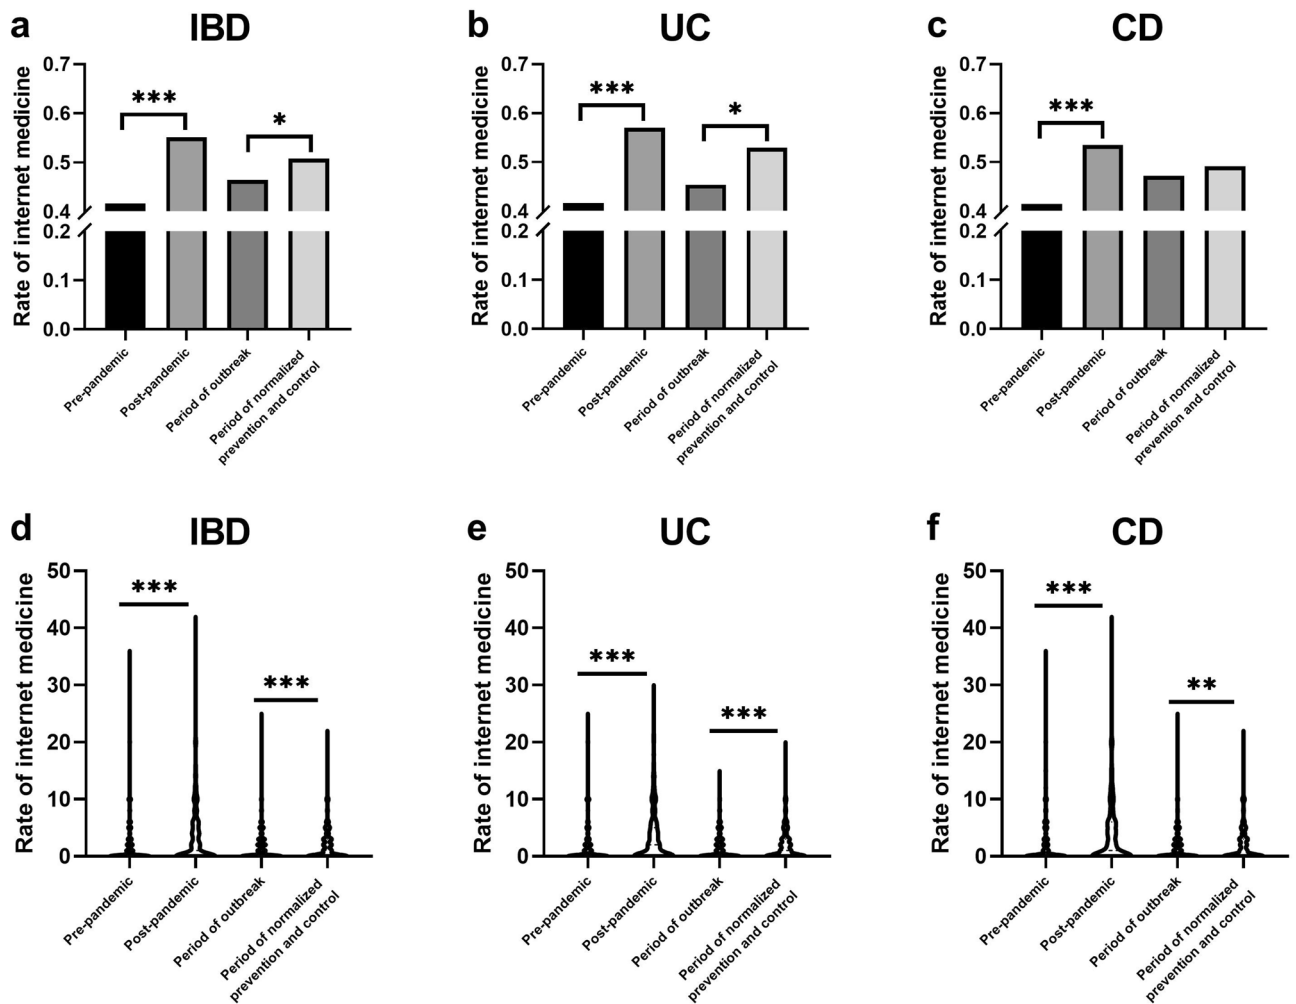 a
IBD
Rate of internet medicine
0.7
0.6
0.5
0.4
0.2
0.1
0.0
***
*
Pre-pandemic
Post-pandemic
Period of outbreak
Period of normalized
prevention and control
b
UC
Rate of internet medicine
0.7
0.6
0.5
0.4
0.2
0.1
0.0
***
*
Pre-pandemic
Post-pandemic
Period of outbreak
Period of normalized
prevention and control
c
CD
Rate of internet medicine
0.7
0.6
0.5
0.4
0.2
0.1
0.0
***
Pre-pandemic
Post-pandemic
Period of outbreak
Period of normalized
prevention and control
d
IBD
Rate of internet medicine
50
40
30
20
10
0
***
***
Pre-pandemic
Post-pandemic
Period of outbreak
Period of normalized
prevention and control
e
UC
Rate of internet medicine
50
40
30
20
10
0
***
***
Pre-pandemic
Post-pandemic
Period of outbreak
Period of normalized
prevention and control
f
CD
Rate of internet medicine
50
40
30
20
10
0
***
**
Pre-pandemic
Post-pandemic
Period of outbreak
Period of normalized
prevention and control